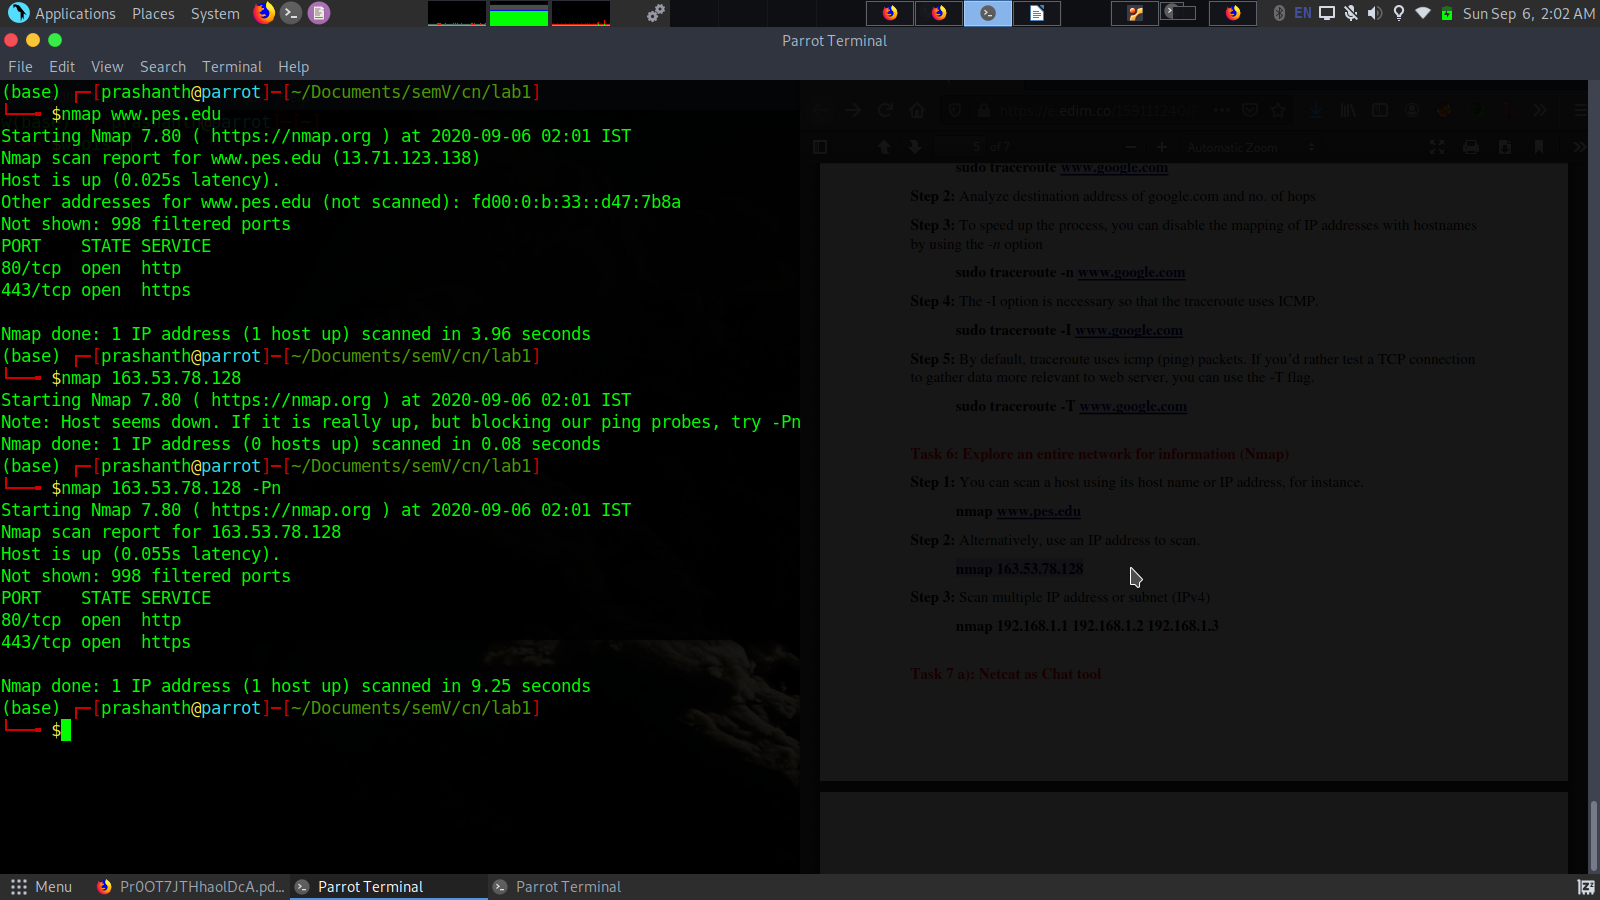 Applications Places System
EN Sun Sep 6, 2:02 AM
Parrot Terminal
File Edit View Search Terminal Help
(base) [prashanth@parrot]─[~/Documents/semV/cn/lab1]
$nmap www.pes.edu
Starting Nmap 7.80 ( https://nmap.org ) at 2020-09-06 02:01 IST
Nmap scan report for www.pes.edu (13.71.123.138)
Host is up (0.025s latency).
Other addresses for www.pes.edu (not scanned): fd00:0:b:33::d47:7b8a
Not shown: 998 filtered ports
PORT STATE SERVICE
80/tcp open http
443/tcp open https
Nmap done: 1 IP address (1 host up) scanned in 3.96 seconds
(base) [prashanth@parrot]─[~/Documents/semV/cn/lab1]
$nmap 163.53.78.128
Starting Nmap 7.80 ( https://nmap.org ) at 2020-09-06 02:01 IST
Note: Host seems down. If it is really up, but blocking our ping probes, try -Pn
Nmap done: 1 IP address (0 hosts up) scanned in 0.08 seconds
(base) [prashanth@parrot]─[~/Documents/semV/cn/lab1]
$nmap 163.53.78.128 -Pn
Starting Nmap 7.80 ( https://nmap.org ) at 2020-09-06 02:01 IST
Nmap scan report for 163.53.78.128
Host is up (0.055s latency).
Not shown: 998 filtered ports
PORT STATE SERVICE
80/tcp open http
443/tcp open https
Nmap done: 1 IP address (1 host up) scanned in 9.25 seconds
(base) [prashanth@parrot]─[~/Documents/semV/cn/lab1]
$
5 of 7
Automatic Zoom
sudo traceroute www.google.com
Step 2: Analyze destination address of google.com and no. of hops
Step 3: To speed up the process, you can disable the mapping of IP addresses with hostnames
by using the -n option
sudo traceroute -n www.google.com
Step 4: The -I option is necessary so that the traceroute uses ICMP.
sudo traceroute -I www.google.com
Step 5: By default, traceroute uses icmp (ping) packets. If you'd rather test a TCP connection
to gather data more relevant to web server, you can use the -T flag.
sudo traceroute -T www.google.com
Task 6: Explore an entire network for information (Nmap)
Step 1: You can scan a host using its host name or IP address, for instance.
nmap www.pes.edu
Step 2: Alternatively, use an IP address to scan.
nmap 163.53.78.128
Step 3: Scan multiple IP address or subnet (IPv4)
nmap 192.168.1.1 192.168.1.2 192.168.1.3
Task 7 a): Netcat as Chat tool
Menu Pr0OT7JTHhaolDcA.pd... Parrot Terminal Parrot Terminal